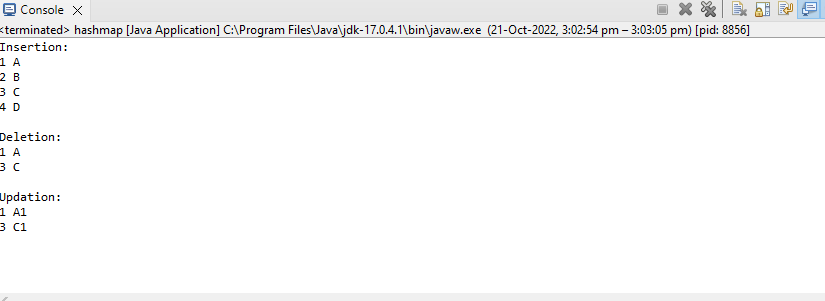 Console
<terminated> hashmap [Java Application] C:\Program Files\Java\jdk-17.0.4.1\bin\javaw.exe (21-Oct-2022, 3:02:54 pm – 3:03:05 pm) [pid: 8856]
Insertion:
1 A
2 B
3 C
4 D
Deletion:
1 A
3 C
Updation:
1 A1
3 C1